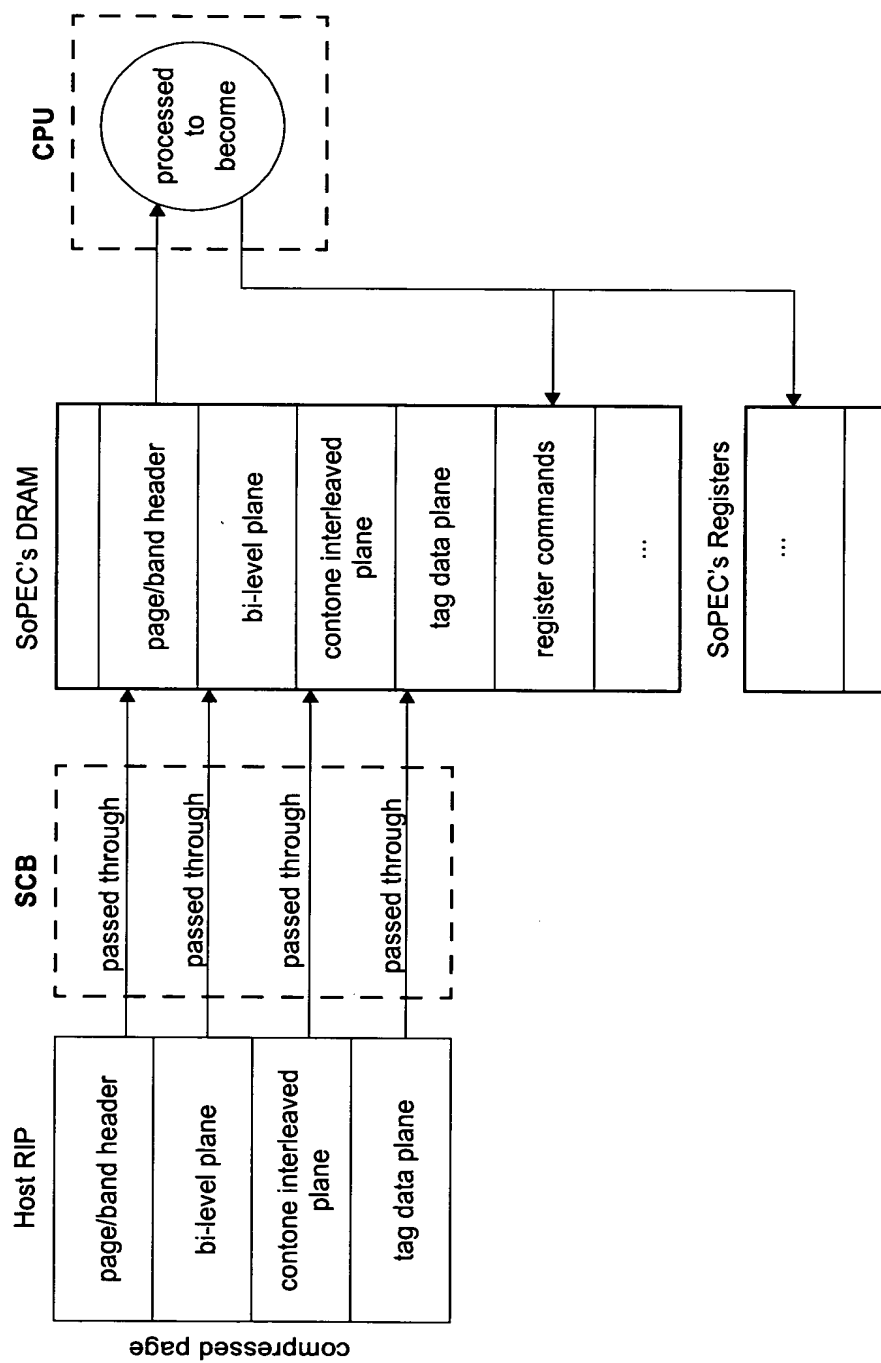 Host RIP
compressed page
page/band header
bi-level plane
contone interleaved
plane
tag data plane
SCB
passed through
passed through
passed through
passed through
SoPEC's DRAM
page/band header
bi-level plane
contone interleaved
plane
tag data plane
register commands
...
CPU
processed
to
become
SoPEC's Registers
...